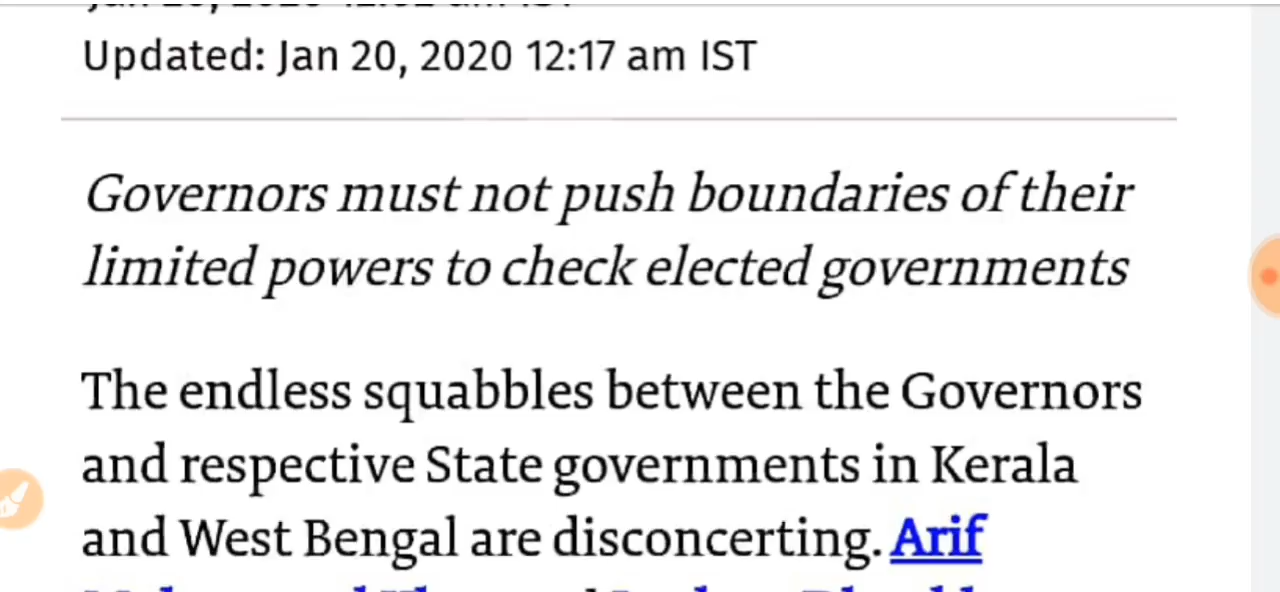 Updated: Jan 20, 2020 12:17 am IST
Governors must not push boundaries of their
limited powers to check elected governments
The endless squabbles between the Governors
and respective State governments in Kerala
and West Bengal are disconcerting. Arif